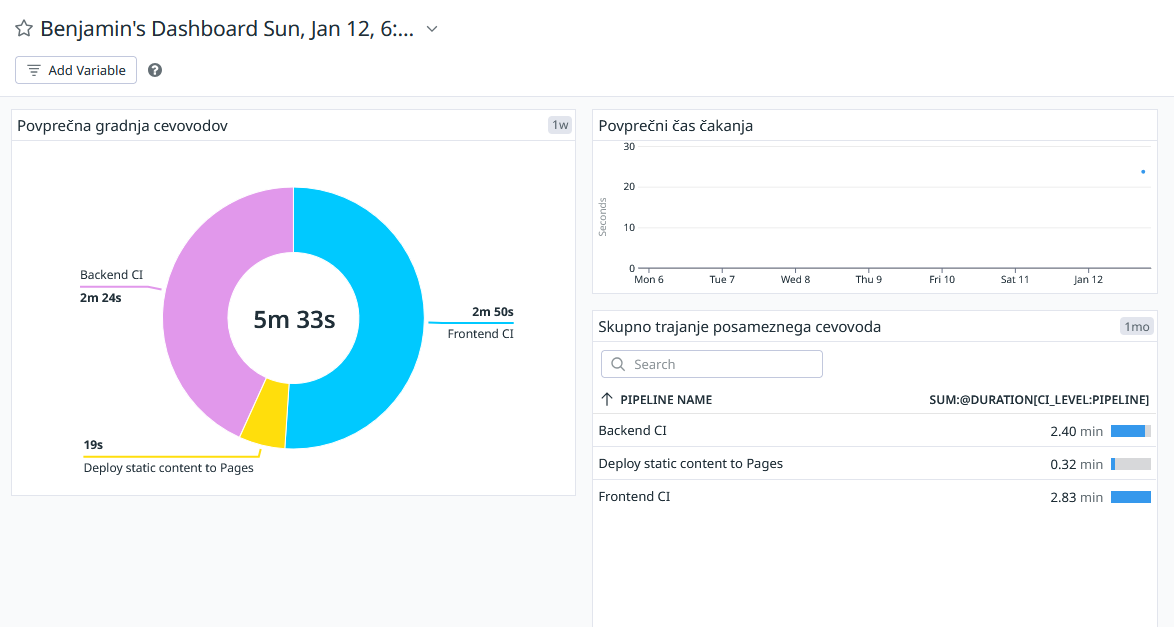 Benjamin's Dashboard Sun, Jan 12, 6:...
Add Variable
Povprečna gradnja cevovodov
1w
Backend CI
2m 24s
5m 33s
2m 50s
Frontend CI
19s
Deploy static content to Pages
Povprečni čas čakanja
Seconds
30
20
10
0
Mon 6 Tue 7 Wed 8 Thu 9 Fri 10 Sat 11 Jan 12
Skupno trajanje posameznega cevovoda
1mo
Search
PIPELINE NAME SUM:@DURATION[CI_LEVEL:PIPELINE]
Backend CI 2.40 min
Deploy static content to Pages 0.32 min
Frontend CI 2.83 min